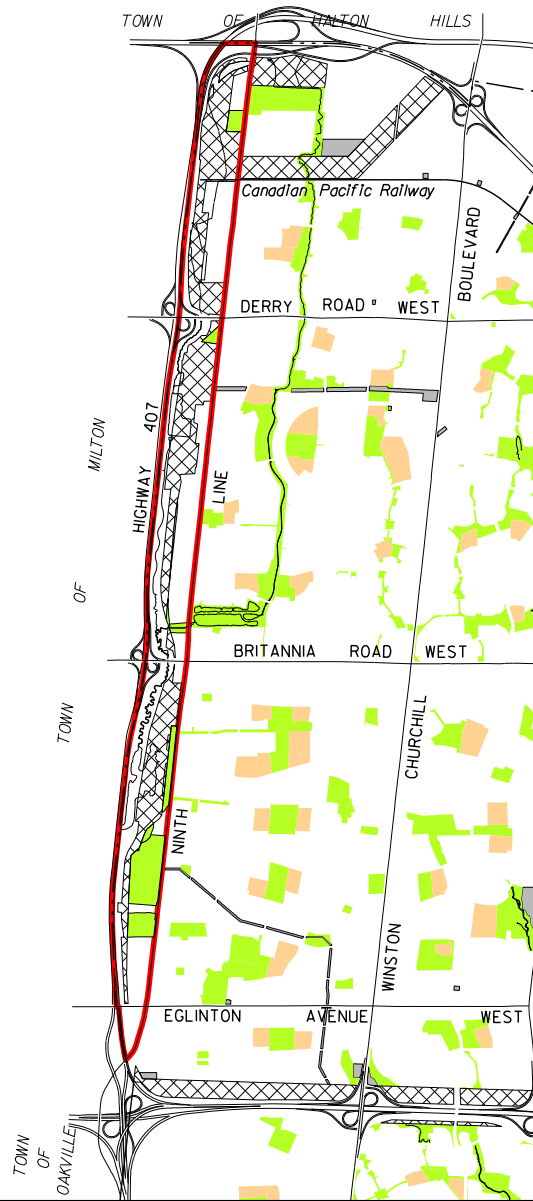 TOWN OF HALTON HILLS
Canadian Pacific Railway
BOULEVARD
DERRY ROAD WEST
HIGHWAY 407
MILTON
OF
TOWN
LINE
NINTH
BRITANNIA ROAD WEST
CHURCHILL
WINSTON
EGLINTON AVENUE WEST
TOWN
OF
OAKVILLE